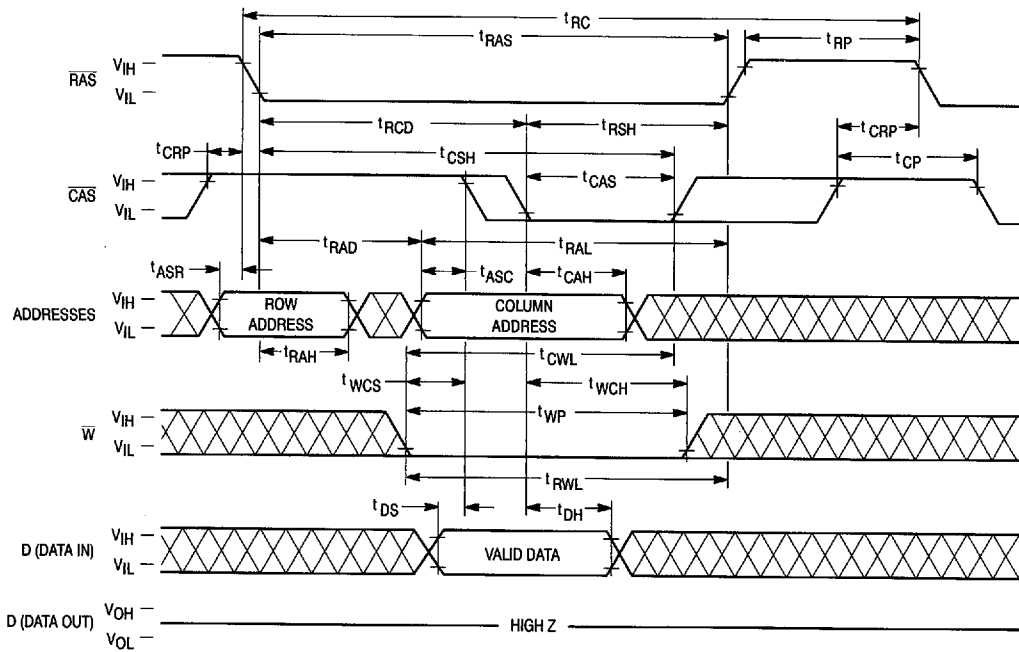 tRC
tRAS
tRP
RAS
VIH
VIL
tRCD
tRSH
tCRP
tCRP
tCSH
tCP
CAS
VIH
VIL
tCAS
tRAD
tRAL
tASR
tASC
tCAH
ADDRESSES
VIH
VIL
ROW
ADDRESS
COLUMN
ADDRESS
tRAH
tCWL
tWCS
tWCH
tWP
W
VIH
VIL
tRWL
tDS
tDH
D (DATA IN)
VIH
VIL
VALID DATA
D (DATA OUT)
VOH
VOL
HIGH Z